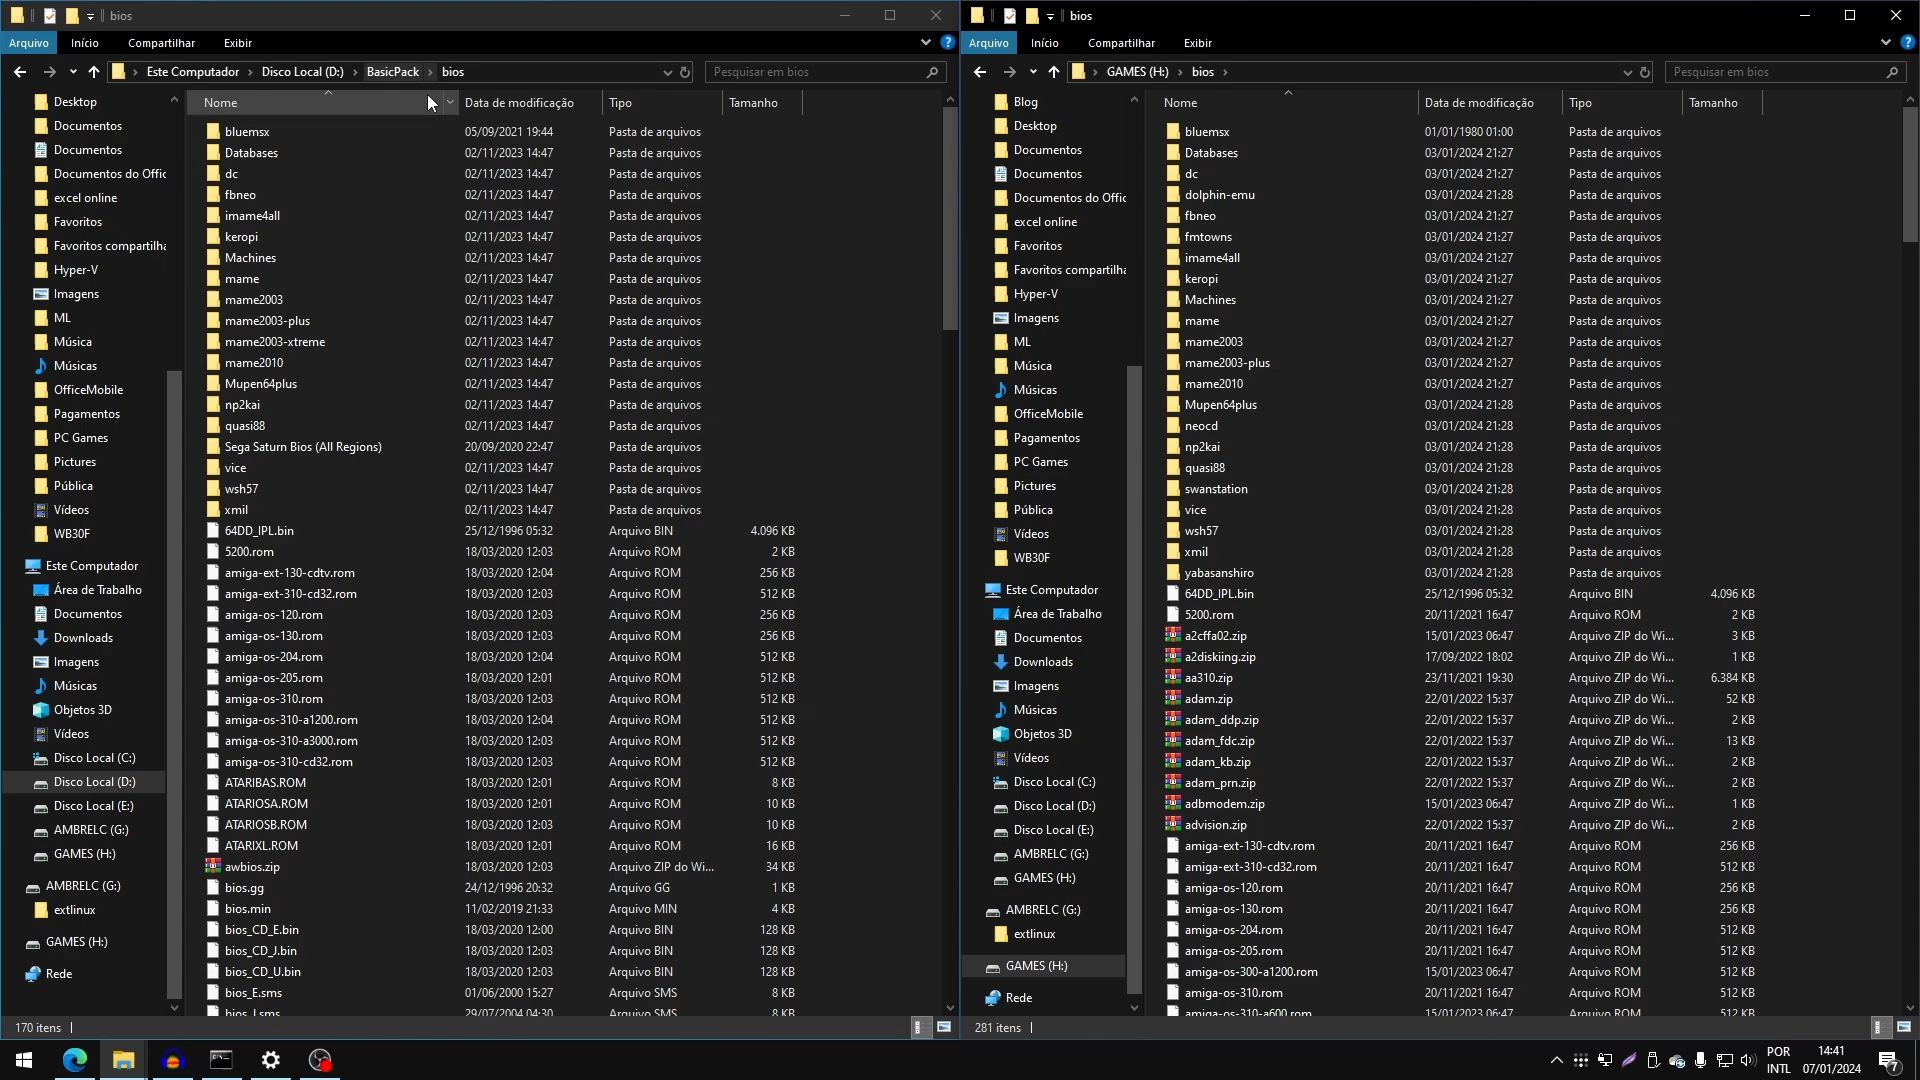 bios
Arquivo Início Compartilhar Exibir
Este Computador Disco Local (D:) BasicPack bios
Pesquisar em bios
Desktop
Documentos
Documentos
Documentos do Offic
excel online
Favoritos
Favoritos compartilha
Hyper-V
Imagens
ML
Música
Músicas
OfficeMobile
Pagamentos
PC Games
Pictures
Pública
Vídeos
WB30F
Este Computador
Área de Trabalho
Documentos
Downloads
Imagens
Músicas
Objetos 3D
Vídeos
Disco Local (C:)
Disco Local (D:)
Disco Local (E:)
AMBRELC (G:)
GAMES (H:)
AMBRELC (G:)
extlinux
GAMES (H:)
Rede
Nome Data de modificação Tipo Tamanho
bluemsx 05/09/2021 19:44 Pasta de arquivos
Databases 02/11/2023 14:47 Pasta de arquivos
dc 02/11/2023 14:47 Pasta de arquivos
fbneo 02/11/2023 14:47 Pasta de arquivos
imame4all 02/11/2023 14:47 Pasta de arquivos
keropi 02/11/2023 14:47 Pasta de arquivos
Machines 02/11/2023 14:47 Pasta de arquivos
mame 02/11/2023 14:47 Pasta de arquivos
mame2003 02/11/2023 14:47 Pasta de arquivos
mame2003-plus 02/11/2023 14:47 Pasta de arquivos
mame2003-xtreme 02/11/2023 14:47 Pasta de arquivos
mame2010 02/11/2023 14:47 Pasta de arquivos
Mupen64plus 02/11/2023 14:47 Pasta de arquivos
np2kai 02/11/2023 14:47 Pasta de arquivos
quasi88 02/11/2023 14:47 Pasta de arquivos
Sega Saturn Bios (All Regions) 20/09/2020 22:47 Pasta de arquivos
vice 02/11/2023 14:47 Pasta de arquivos
wsh57 02/11/2023 14:47 Pasta de arquivos
xmil 02/11/2023 14:47 Pasta de arquivos
64DD_IPL.bin 25/12/1996 05:32 Arquivo BIN 4.096 KB
5200.rom 18/03/2020 12:03 Arquivo ROM 2 KB
amiga-ext-130-cdtv.rom 18/03/2020 12:04 Arquivo ROM 256 KB
amiga-ext-310-cd32.rom 18/03/2020 12:03 Arquivo ROM 512 KB
amiga-os-120.rom 18/03/2020 12:03 Arquivo ROM 256 KB
amiga-os-130.rom 18/03/2020 12:03 Arquivo ROM 256 KB
amiga-os-204.rom 18/03/2020 12:04 Arquivo ROM 512 KB
amiga-os-205.rom 18/03/2020 12:01 Arquivo ROM 512 KB
amiga-os-310.rom 18/03/2020 12:03 Arquivo ROM 512 KB
amiga-os-310-a1200.rom 18/03/2020 12:04 Arquivo ROM 512 KB
amiga-os-310-a3000.rom 18/03/2020 12:03 Arquivo ROM 512 KB
amiga-os-310-cd32.rom 18/03/2020 12:03 Arquivo ROM 512 KB
ATARIBAS.ROM 18/03/2020 12:01 Arquivo ROM 8 KB
ATARIOSA.ROM 18/03/2020 12:01 Arquivo ROM 10 KB
ATARIOSB.ROM 18/03/2020 12:03 Arquivo ROM 10 KB
ATARIXL.ROM 18/03/2020 12:01 Arquivo ROM 16 KB
awbios.zip 18/03/2020 12:03 Arquivo ZIP do Wi... 34 KB
bios.gg 24/12/1996 20:32 Arquivo GG 1 KB
bios.min 11/02/2019 21:33 Arquivo MIN 4 KB
bios_CD_E.bin 18/03/2020 12:00 Arquivo BIN 128 KB
bios_CD_J.bin 18/03/2020 12:03 Arquivo BIN 128 KB
bios_CD_U.bin 18/03/2020 12:03 Arquivo BIN 128 KB
bios_E.sms 01/06/2000 15:27 Arquivo SMS 8 KB
bios_J.sms 29/07/2004 04:30 Arquivo SMS 8 KB
170 itens
bios
Arquivo Início Compartilhar Exibir
GAMES (H:) bios
Pesquisar em bios
Blog
Desktop
Documentos
Documentos
Documentos do Offic
excel online
Favoritos
Favoritos compartilha
Hyper-V
Imagens
ML
Música
Músicas
OfficeMobile
Pagamentos
PC Games
Pictures
Pública
Vídeos
WB30F
Este Computador
Área de Trabalho
Documentos
Downloads
Imagens
Músicas
Objetos 3D
Vídeos
Disco Local (C:)
Disco Local (D:)
Disco Local (E:)
AMBRELC (G:)
GAMES (H:)
AMBRELC (G:)
extlinux
GAMES (H:)
Rede
Nome Data de modificação Tipo Tamanho
bluemsx 01/01/1980 01:00 Pasta de arquivos
Databases 03/01/2024 21:27 Pasta de arquivos
dc 03/01/2024 21:27 Pasta de arquivos
dolphin-emu 03/01/2024 21:28 Pasta de arquivos
fbneo 03/01/2024 21:27 Pasta de arquivos
fmtowns 03/01/2024 21:27 Pasta de arquivos
imame4all 03/01/2024 21:27 Pasta de arquivos
keropi 03/01/2024 21:27 Pasta de arquivos
Machines 03/01/2024 21:27 Pasta de arquivos
mame 03/01/2024 21:27 Pasta de arquivos
mame2003 03/01/2024 21:27 Pasta de arquivos
mame2003-plus 03/01/2024 21:27 Pasta de arquivos
mame2010 03/01/2024 21:27 Pasta de arquivos
Mupen64plus 03/01/2024 21:28 Pasta de arquivos
neocd 03/01/2024 21:28 Pasta de arquivos
np2kai 03/01/2024 21:28 Pasta de arquivos
quasi88 03/01/2024 21:28 Pasta de arquivos
swanstation 03/01/2024 21:28 Pasta de arquivos
vice 03/01/2024 21:28 Pasta de arquivos
wsh57 03/01/2024 21:28 Pasta de arquivos
xmil 03/01/2024 21:28 Pasta de arquivos
yabasanshiro 03/01/2024 21:28 Pasta de arquivos
64DD_IPL.bin 25/12/1996 05:32 Arquivo BIN 4.096 KB
5200.rom 20/11/2021 16:47 Arquivo ROM 2 KB
a2cffa02.zip 15/01/2023 06:47 Arquivo ZIP do Wi... 3 KB
a2diskiing.zip 17/09/2022 18:02 Arquivo ZIP do Wi... 1 KB
aa310.zip 23/11/2021 19:30 Arquivo ZIP do Wi... 6.384 KB
adam.zip 22/01/2022 15:37 Arquivo ZIP do Wi... 52 KB
adam_ddp.zip 22/01/2022 15:37 Arquivo ZIP do Wi... 2 KB
adam_fdc.zip 22/01/2022 15:37 Arquivo ZIP do Wi... 13 KB
adam_kb.zip 22/01/2022 15:37 Arquivo ZIP do Wi... 2 KB
adam_prn.zip 22/01/2022 15:37 Arquivo ZIP do Wi... 2 KB
adbmodem.zip 15/01/2023 06:47 Arquivo ZIP do Wi... 1 KB
advision.zip 22/01/2022 15:37 Arquivo ZIP do Wi... 2 KB
amiga-ext-130-cdtv.rom 20/11/2021 16:47 Arquivo ROM 256 KB
amiga-ext-310-cd32.rom 20/11/2021 16:47 Arquivo ROM 512 KB
amiga-os-120.rom 20/11/2021 16:47 Arquivo ROM 256 KB
amiga-os-130.rom 20/11/2021 16:47 Arquivo ROM 256 KB
amiga-os-204.rom 20/11/2021 16:47 Arquivo ROM 512 KB
amiga-os-205.rom 20/11/2021 16:47 Arquivo ROM 512 KB
amiga-os-300-a1200.rom 15/01/2023 06:47 Arquivo ROM 512 KB
amiga-os-310.rom 20/11/2021 16:47 Arquivo ROM 512 KB
amiga-os-310-a600.rom 15/01/2023 06:47 Arquivo ROM 512 KB
281 itens
POR
INTL
14:41
07/01/2024
7